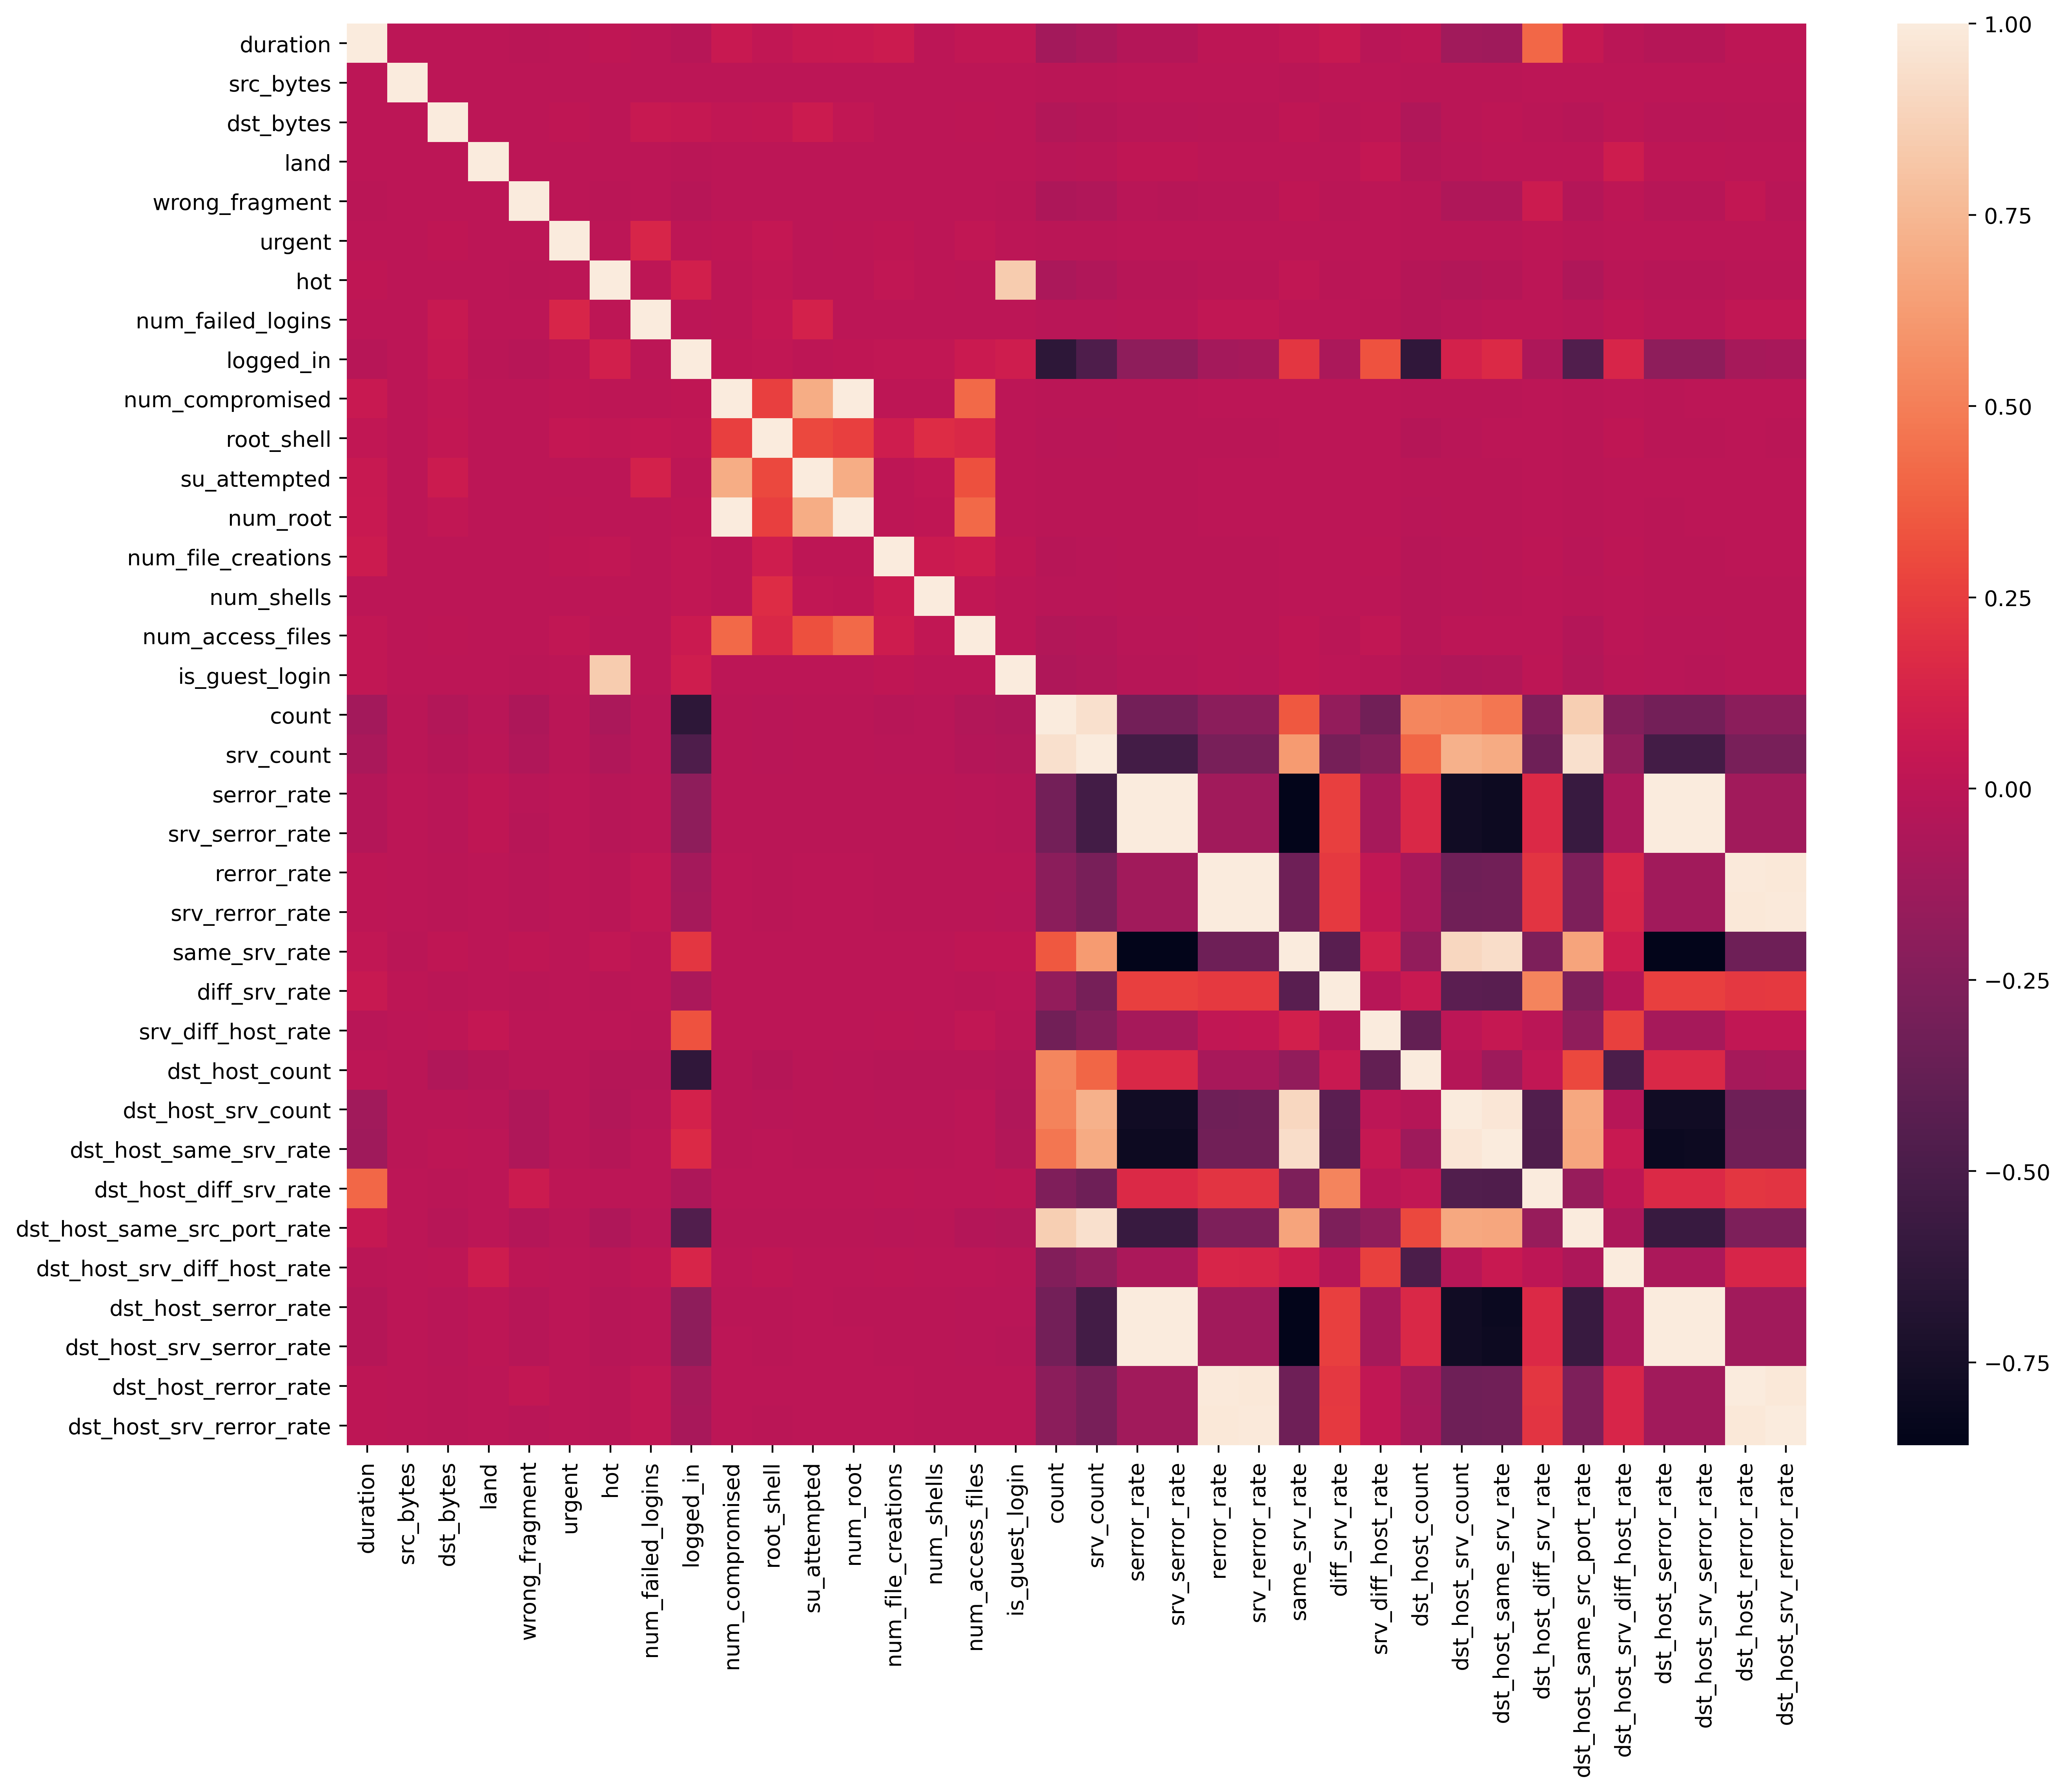 duration
src_bytes
dst_bytes
land
wrong_fragment
urgent
hot
num_failed_logins
logged_in
num_compromised
root_shell
su_attempted
num_root
num_file_creations
num_shells
num_access_files
is_guest_login
count
srv_count
serror_rate
srv_serror_rate
rerror_rate
srv_rerror_rate
same_srv_rate
diff_srv_rate
srv_diff_host_rate
dst_host_count
dst_host_srv_count
dst_host_same_srv_rate
dst_host_diff_srv_rate
dst_host_same_src_port_rate
dst_host_srv_diff_host_rate
dst_host_serror_rate
dst_host_srv_serror_rate
dst_host_rerror_rate
dst_host_srv_rerror_rate
duration
src_bytes
dst_bytes
land
wrong_fragment
urgent
hot
num_failed_logins
logged_in
num_compromised
root_shell
su_attempted
num_root
num_file_creations
num_shells
num_access_files
is_guest_login
count
srv_count
serror_rate
srv_serror_rate
rerror_rate
srv_rerror_rate
same_srv_rate
diff_srv_rate
srv_diff_host_rate
dst_host_count
dst_host_srv_count
dst_host_same_srv_rate
dst_host_diff_srv_rate
dst_host_same_src_port_rate
dst_host_srv_diff_host_rate
dst_host_serror_rate
dst_host_srv_serror_rate
dst_host_rerror_rate
dst_host_srv_rerror_rate
1.00
0.75
0.50
0.25
0.00
−0.25
−0.50
−0.75